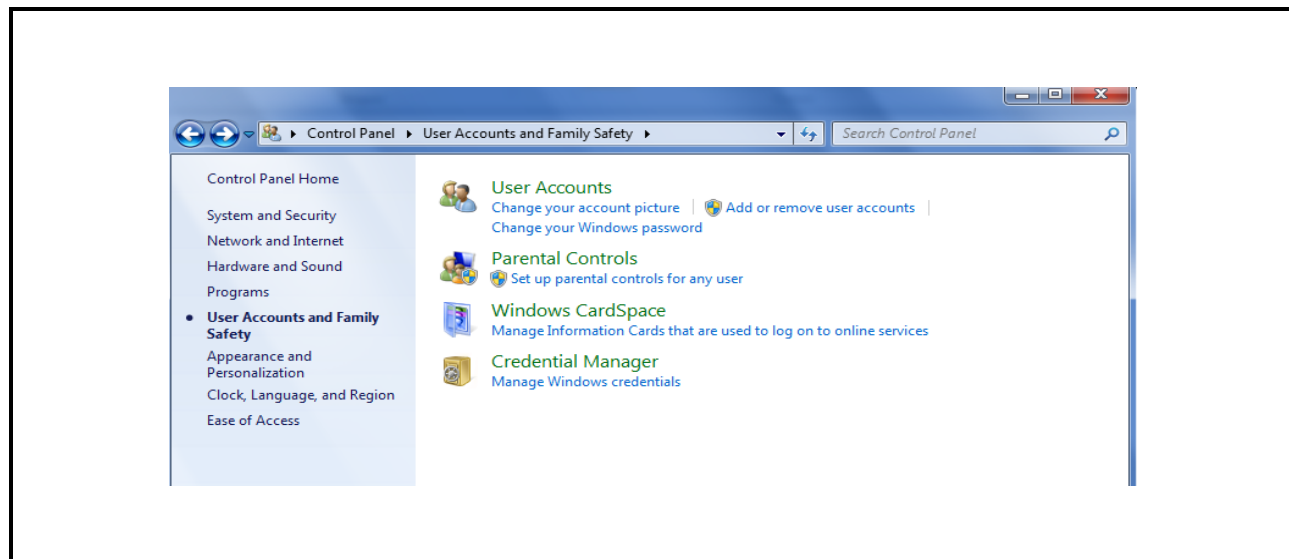 Control Panel ▸ User Accounts and Family Safety ▸
Search Control Panel
Control Panel Home
System and Security
Network and Internet
Hardware and Sound
Programs
User Accounts and Family
Safety
Appearance and
Personalization
Clock, Language, and Region
Ease of Access
User Accounts
Change your account picture | Add or remove user accounts |
Change your Windows password
Parental Controls
Set up parental controls for any user
Windows CardSpace
Manage Information Cards that are used to log on to online services
Credential Manager
Manage Windows credentials